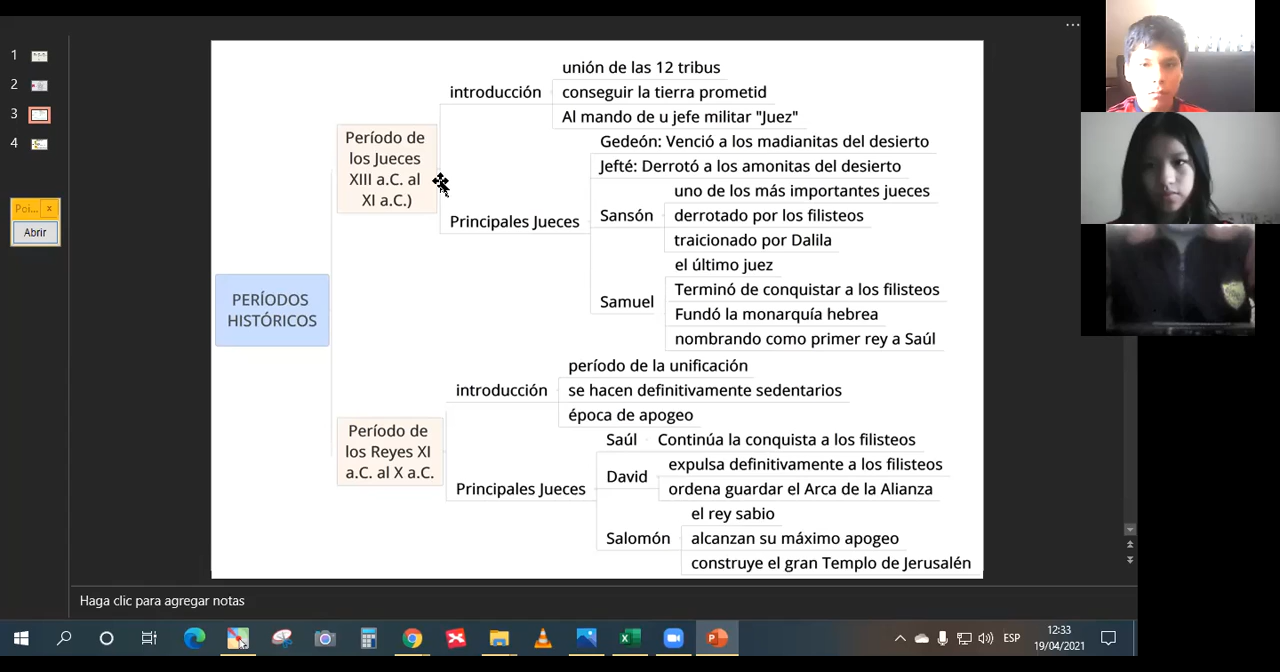 1
2
3
4
Poi...
Abrir
PERÍODOS
HISTÓRICOS
Período de
los Jueces
XIII a.C. al
XI a.C.)
introducción
unión de las 12 tribus
conseguir la tierra prometid
Al mando de u jefe militar "Juez"
Principales Jueces
Gedeón: Venció a los madianitas del desierto
Jefté: Derrotó a los amonitas del desierto
Sansón
uno de los más importantes jueces
derrotado por los filisteos
traicionado por Dalila
Samuel
el último juez
Terminó de conquistar a los filisteos
Fundó la monarquía hebrea
nombrando como primer rey a Saúl
Período de
los Reyes XI
a.C. al X a.C.
introducción
período de la unificación
se hacen definitivamente sedentarios
época de apogeo
Principales Jueces
Saúl
Continúa la conquista a los filisteos
David
expulsa definitivamente a los filisteos
ordena guardar el Arca de la Alianza
Salomón
el rey sabio
alcanzan su máximo apogeo
construye el gran Templo de Jerusalén
Haga clic para agregar notas
ESP
12:33
19/04/2021